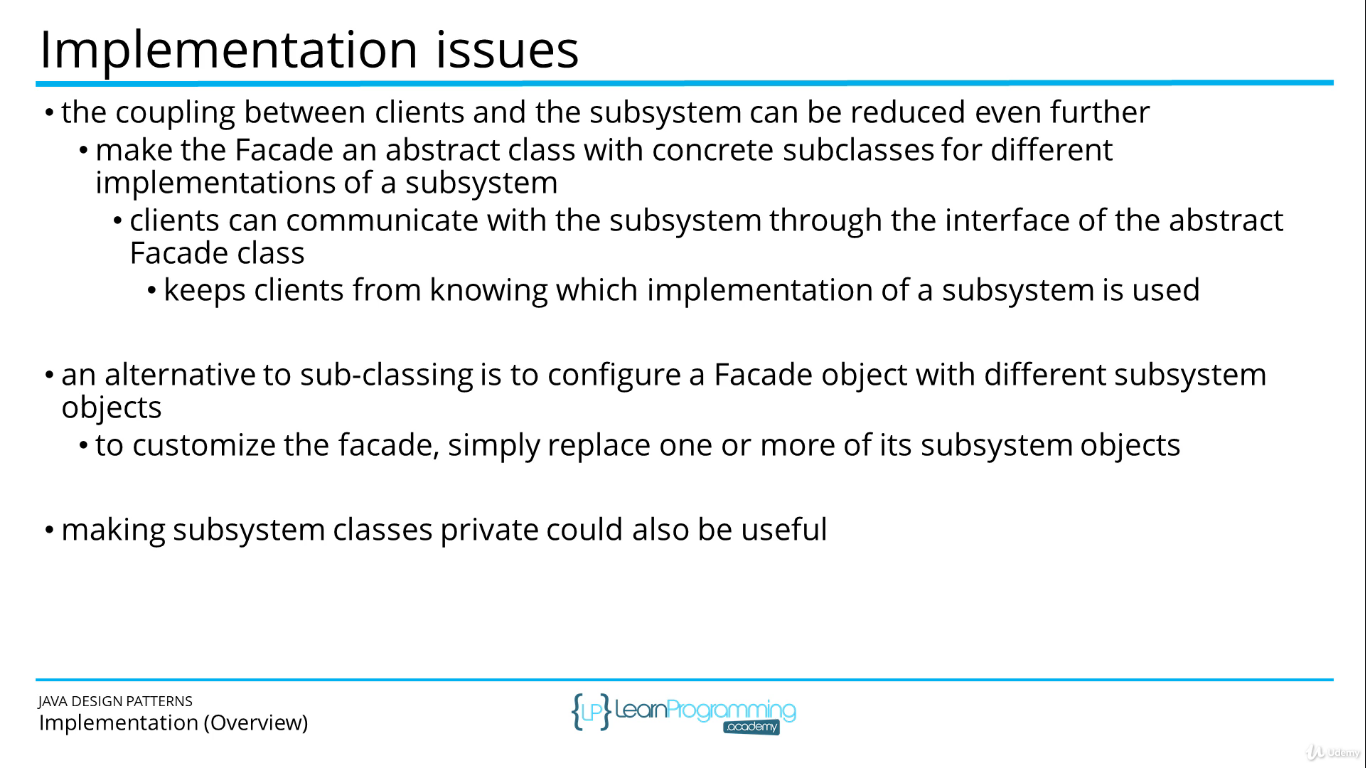 Implementation issues
• the coupling between clients and the subsystem can be reduced even further
• make the Facade an abstract class with concrete subclasses for different
implementations of a subsystem
• clients can communicate with the subsystem through the interface of the abstract
Facade class
• keeps clients from knowing which implementation of a subsystem is used
• an alternative to sub-classing is to configure a Facade object with different subsystem
objects
• to customize the facade, simply replace one or more of its subsystem objects
• making subsystem classes private could also be useful
JAVA DESIGN PATTERNS
Implementation (Overview)
{LP} LearnProgramming
.academy
Udemy